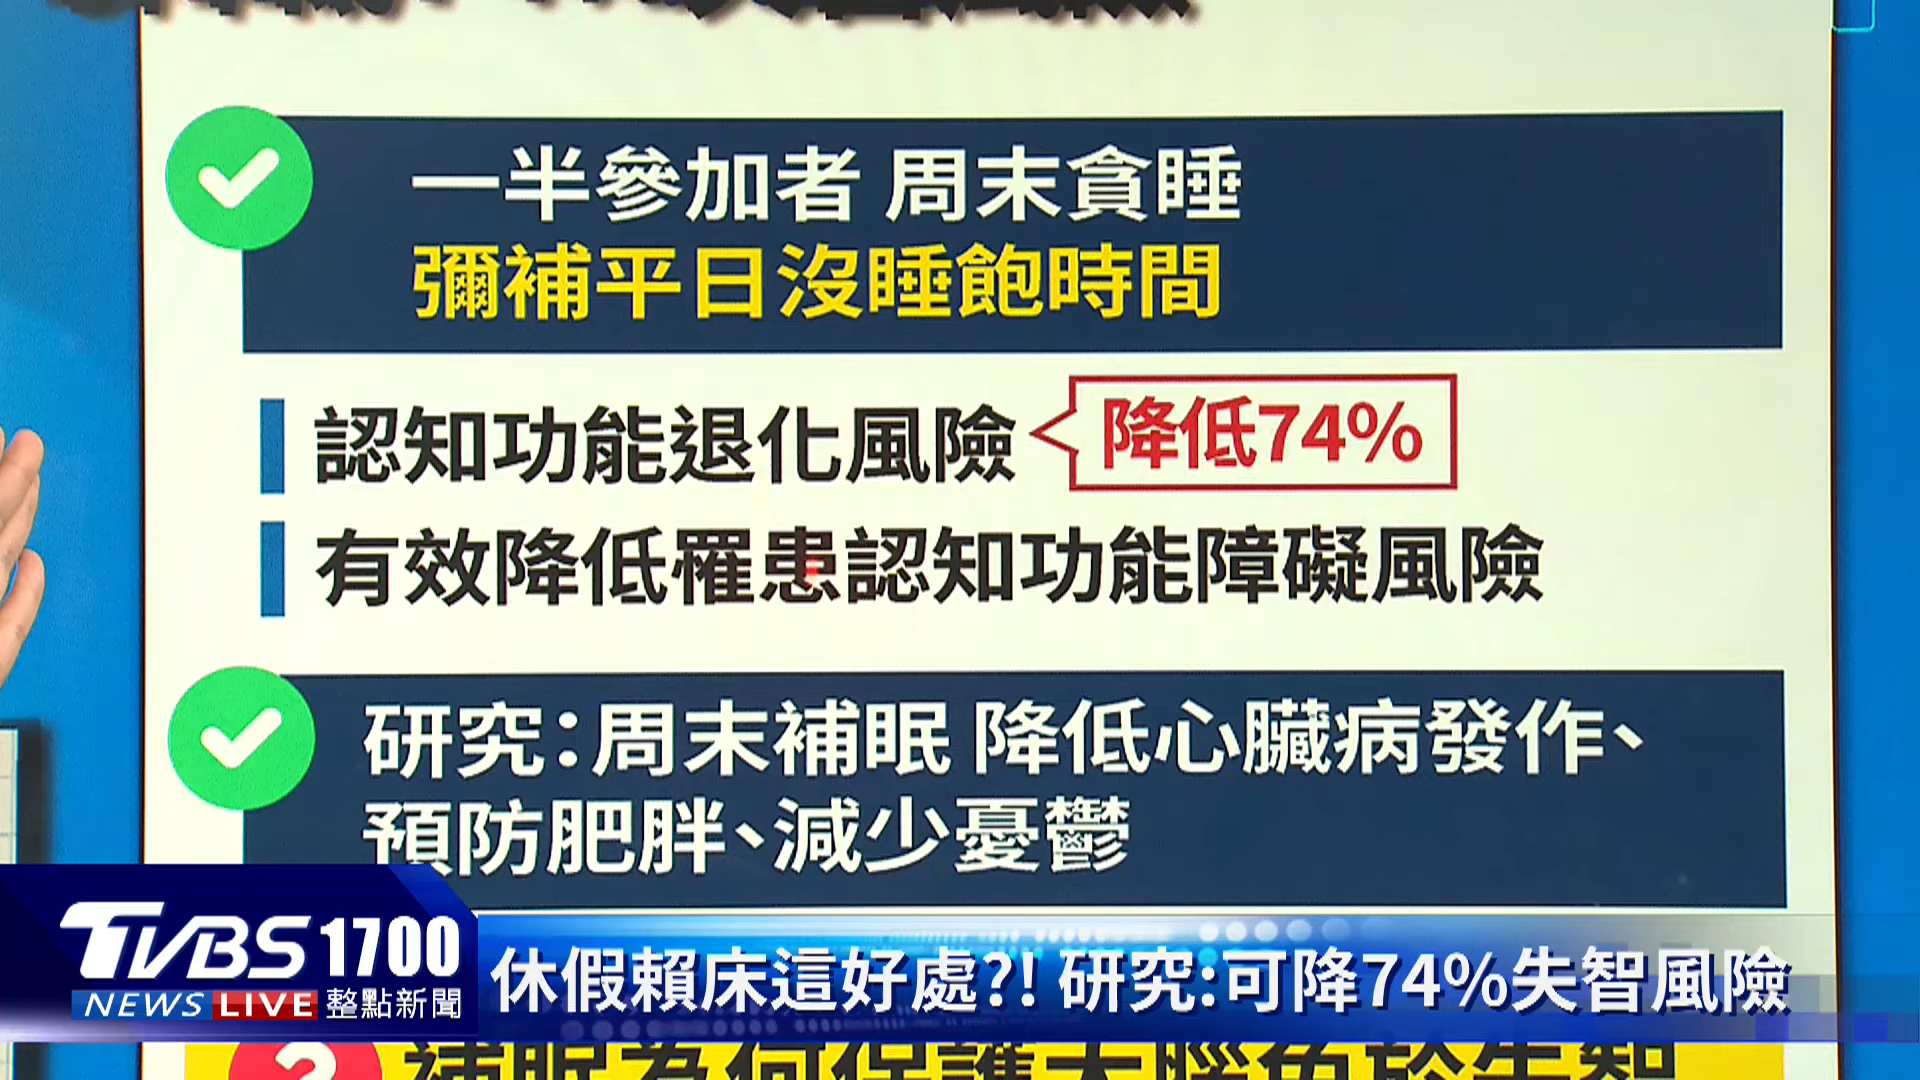 一半參加者 周末貪睡
彌補平日沒睡飽時間
認知功能退化風險
降低74%
有效降低罹患認知功能障礙風險
研究：周末補眠 降低心臟病發作、
預防肥胖、減少憂鬱
TVBS 1700
NEWS LIVE 整點新聞
休假賴床這好處?! 研究:可降74%失智風險